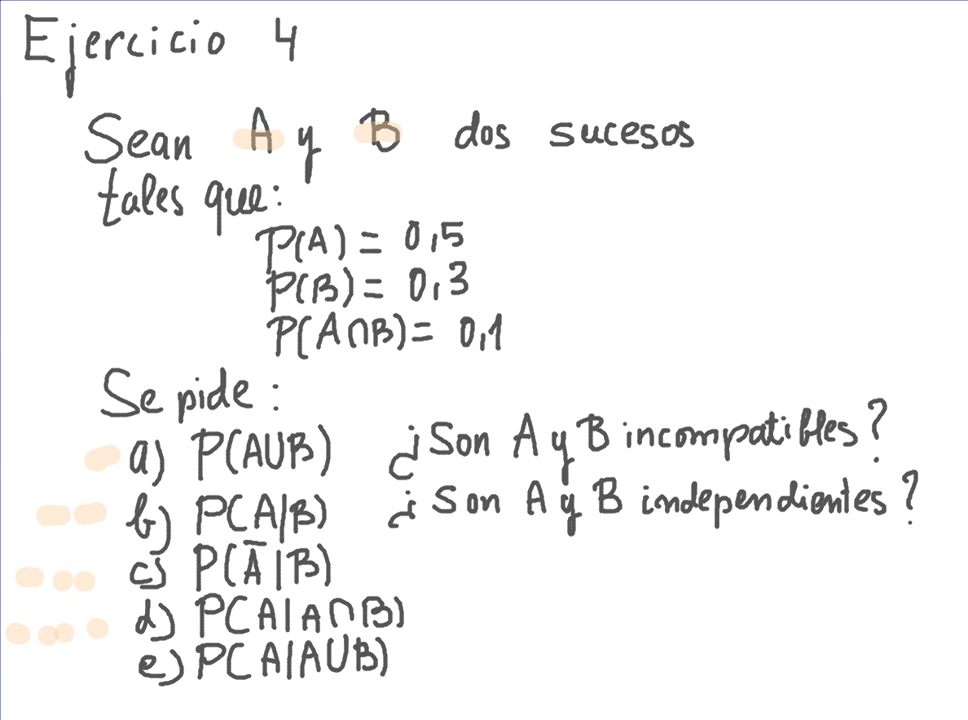 Ejercicio 4
Sean A y B dos sucesos
tales que:
P(A) = 0,5
P(B) = 0,3
P(A∩B) = 0,1
Se pide:
a) P(A∪B) ¿Son A y B incompatibles?
b) P(A|B) ¿Son A y B independientes?
c) P(Ā|B)
d) P(A|A∩B)
e) P(A|A∪B)